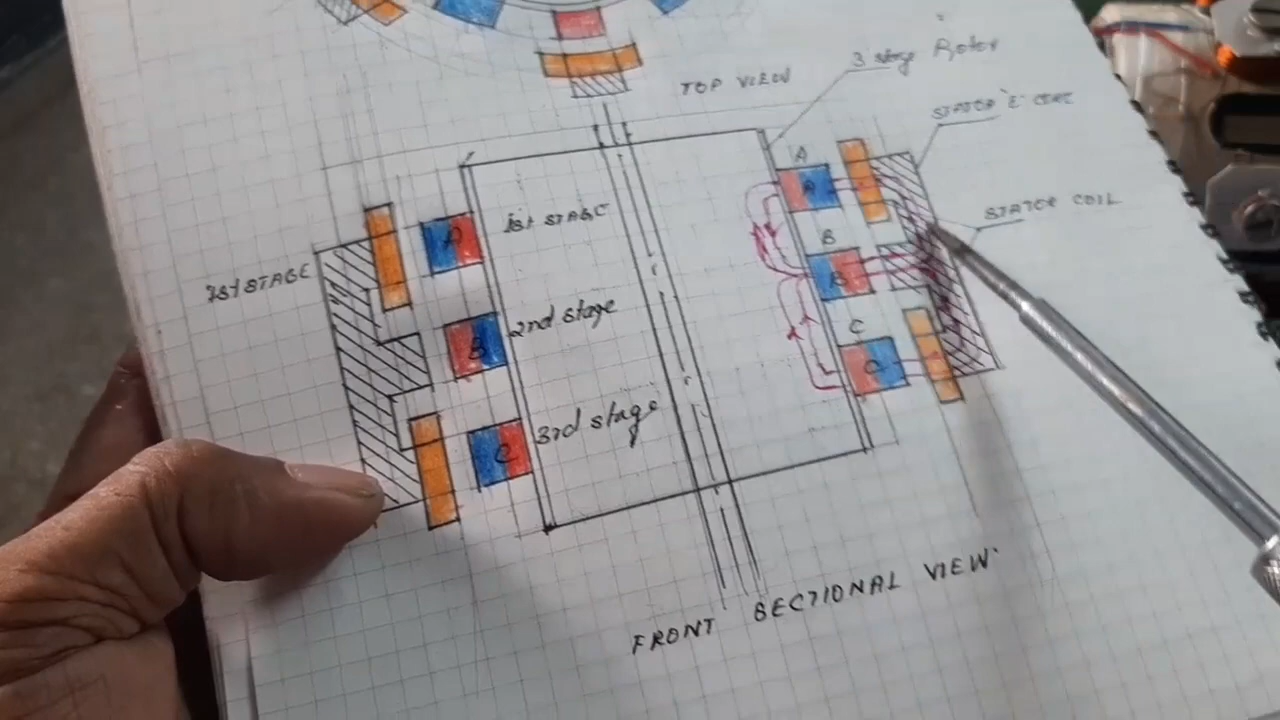 TOP VIEW
3 stage Rotor
STATOR 'E' CORE
STATOR COIL
1st STAGE
1st STAGE
2nd stage
3rd stage
A
B
C
A
A
B
B
C
C
FRONT SECTIONAL VIEW